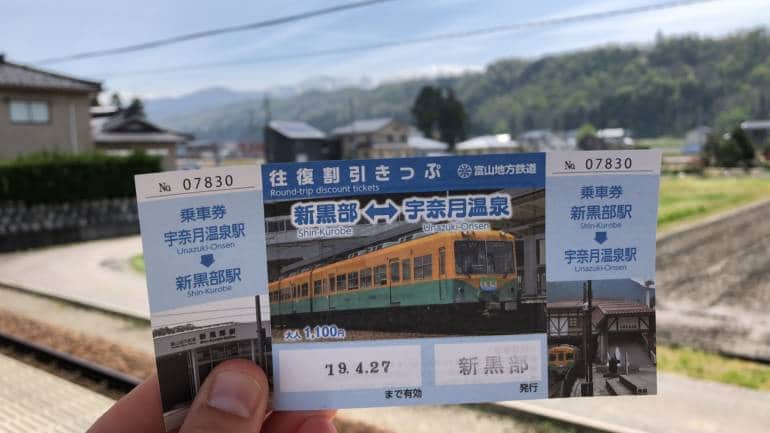 No 07830
乗車券
宇奈月温泉駅
Unazuki-Onsen
新黒部駅
Shin-Kurobe
往復割引きっぷ
Round-trip discount tickets
富山地方鉄道
新黒部⇔宇奈月温泉
Shin-Kurobe Unazuki-Onsen
大人 1,100円
'19.4.27
まで有効
新黒部
発行
No 07830
乗車券
新黒部駅
Shin-Kurobe
宇奈月温泉駅
Unazuki-Onsen